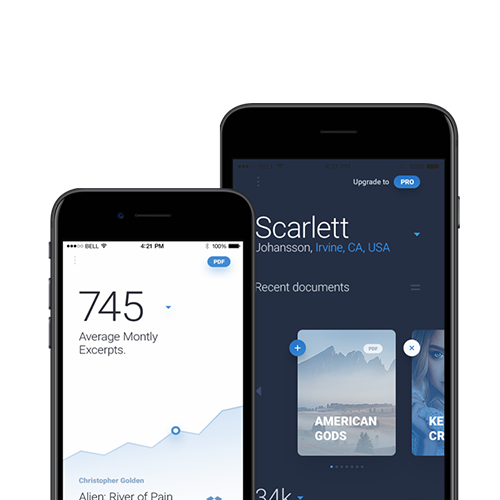 Upgrade to PRO
Scarlett
Johansson, Irvine, CA, USA
Recent documents
PDF
AMERICAN
GODS
KE
CR
34k
BELL 4:21 PM 100%
PDF
745
Average Montly
Excerpts.
Christopher Golden
Alien: River of Pain